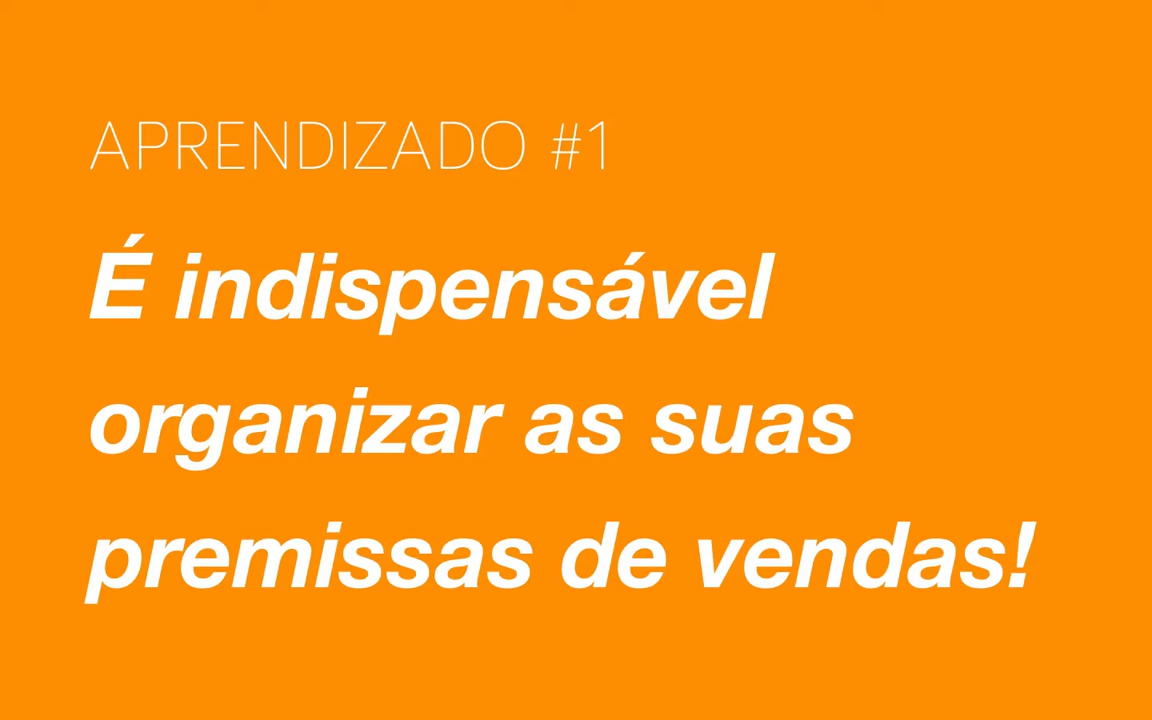 APRENDIZADO #1
É indispensável
organizar as suas
premissas de vendas!